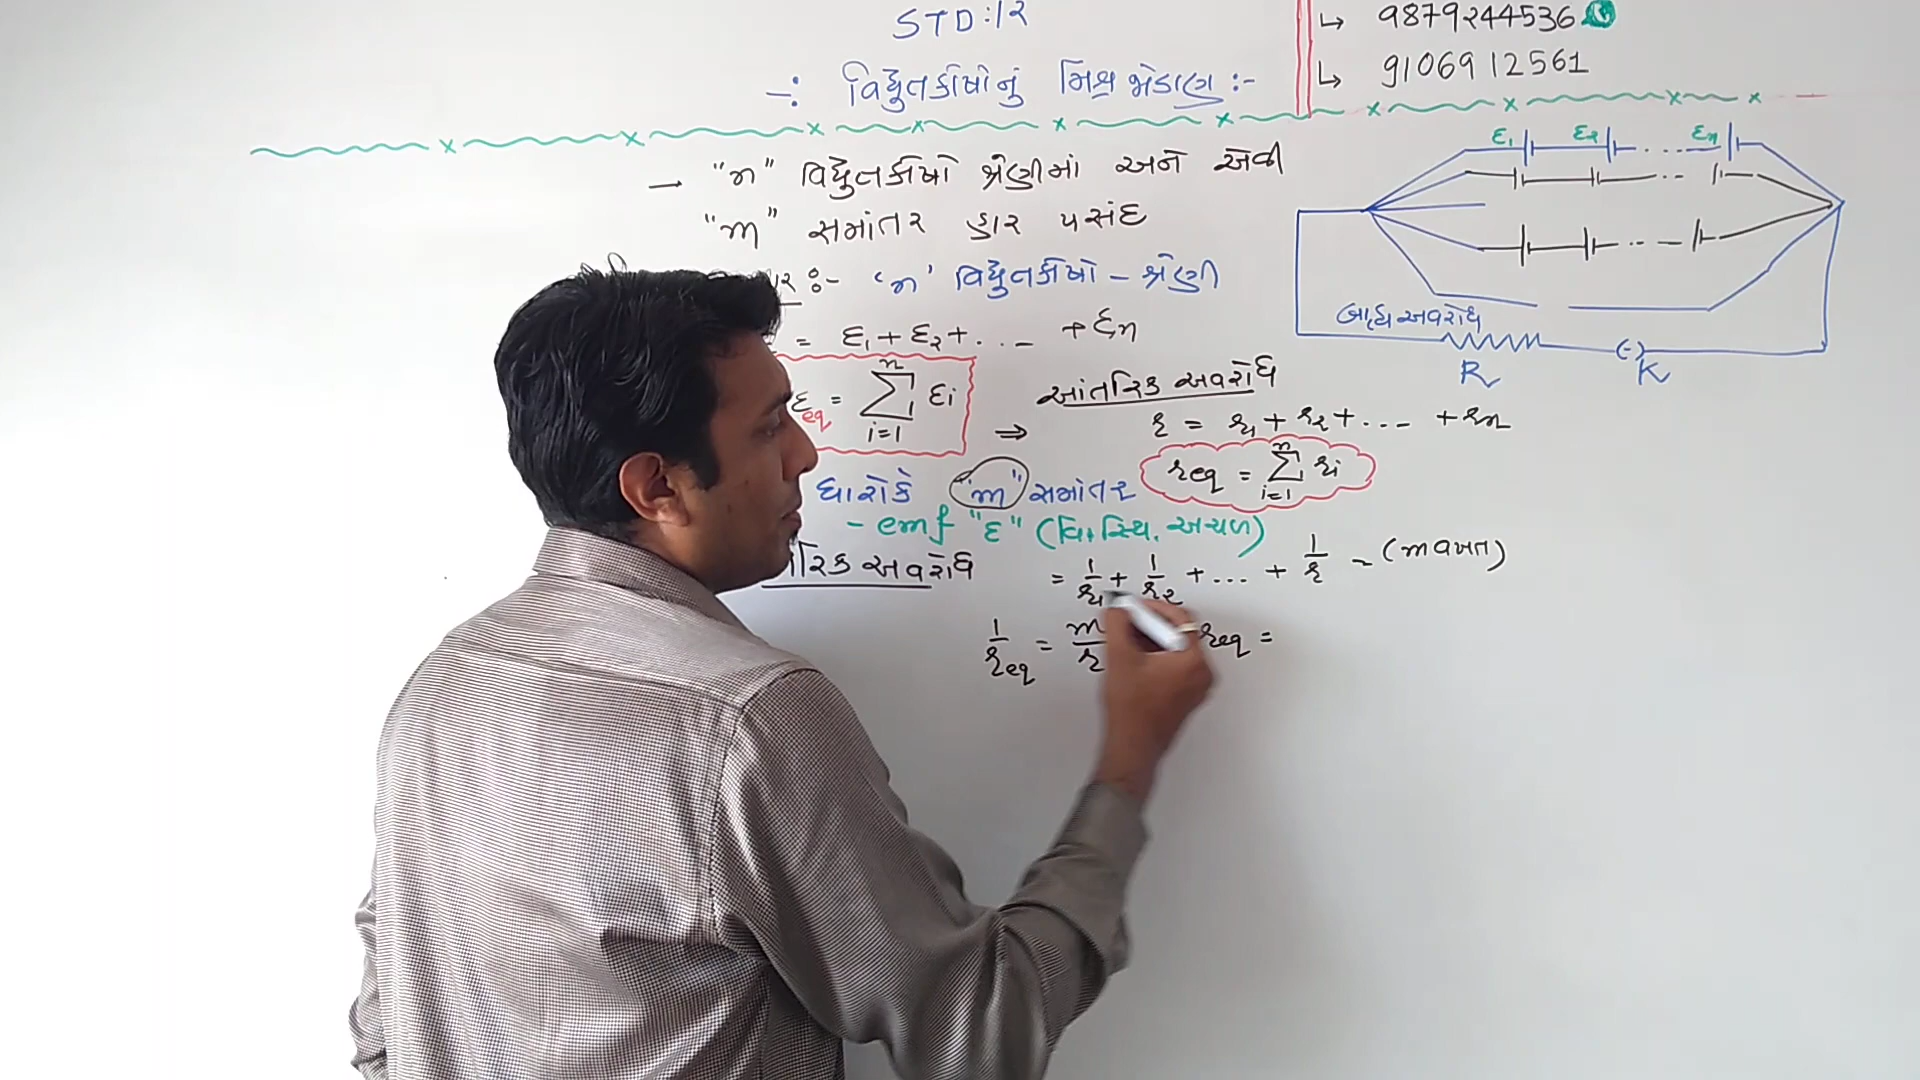 STD:12
-: વિદ્યુતકોષોનું મિશ્ર જોડાણ :-
↳ 9879244536
↳ 9106912561
→ "n" વિદ્યુતકોષો શ્રેણીમાં અને એવી
"m" સમાંતર હાર પસંદ
ર :- 'n' વિદ્યુતકોષો - શ્રેણી
= ε₁ + ε₂ + ... + εn
εeq = Σ εi
n
i=1
⇒ આંતરિક અવરોધ
r = r₁ + r₂ + ... + rn
req = Σ ri
n
i=1
ધારોકે "m" સમાંતર
- emf "ε" (વિ. સ્થિ. અચળ)
રિક અવરોધ
= 1/r₁ + 1/r₂ + ... + 1/r - (m વખત)
1/req = m/r
req =
ε₁ ε₂ ... εn
બાહ્ય અવરોધ
R
(-)
K